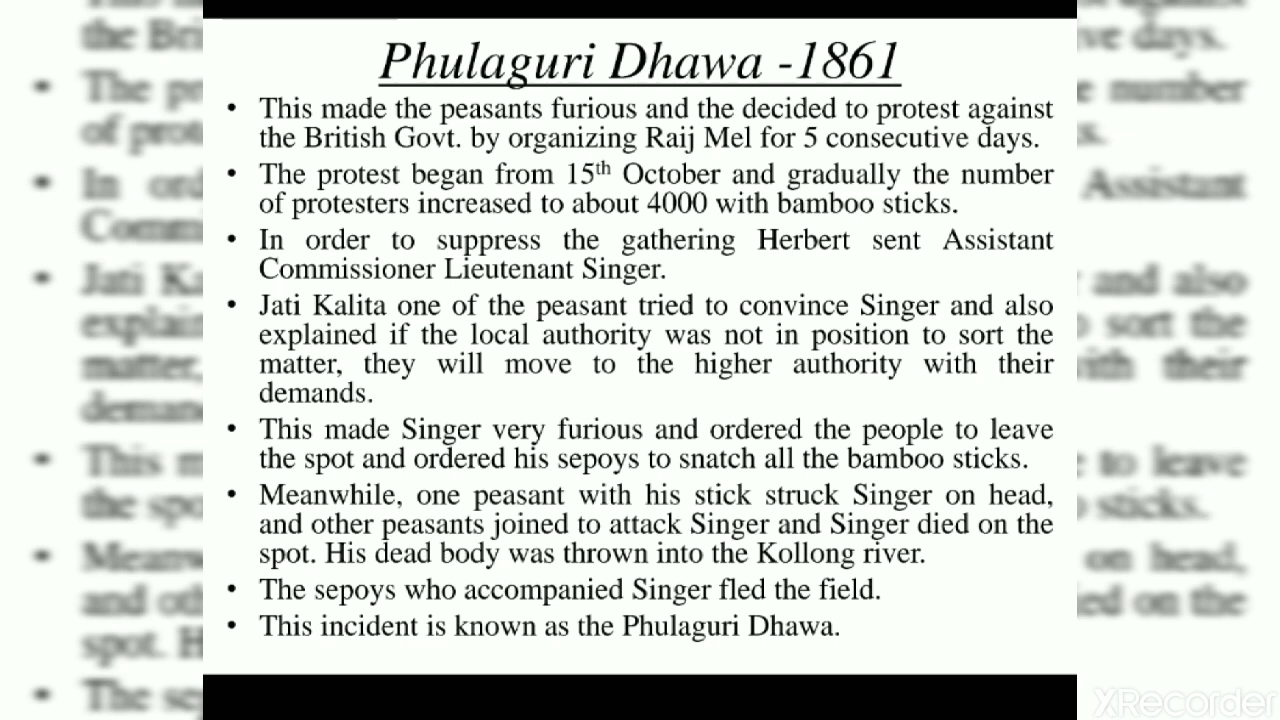 Phulaguri Dhawa -1861
• This made the peasants furious and the decided to protest against
the British Govt. by organizing Raij Mel for 5 consecutive days.
• The protest began from 15th October and gradually the number
of protesters increased to about 4000 with bamboo sticks.
• In order to suppress the gathering Herbert sent Assistant
Commissioner Lieutenant Singer.
• Jati Kalita one of the peasant tried to convince Singer and also
explained if the local authority was not in position to sort the
matter, they will move to the higher authority with their
demands.
• This made Singer very furious and ordered the people to leave
the spot and ordered his sepoys to snatch all the bamboo sticks.
• Meanwhile, one peasant with his stick struck Singer on head,
and other peasants joined to attack Singer and Singer died on the
spot. His dead body was thrown into the Kollong river.
• The sepoys who accompanied Singer fled the field.
• This incident is known as the Phulaguri Dhawa.
XRecorder